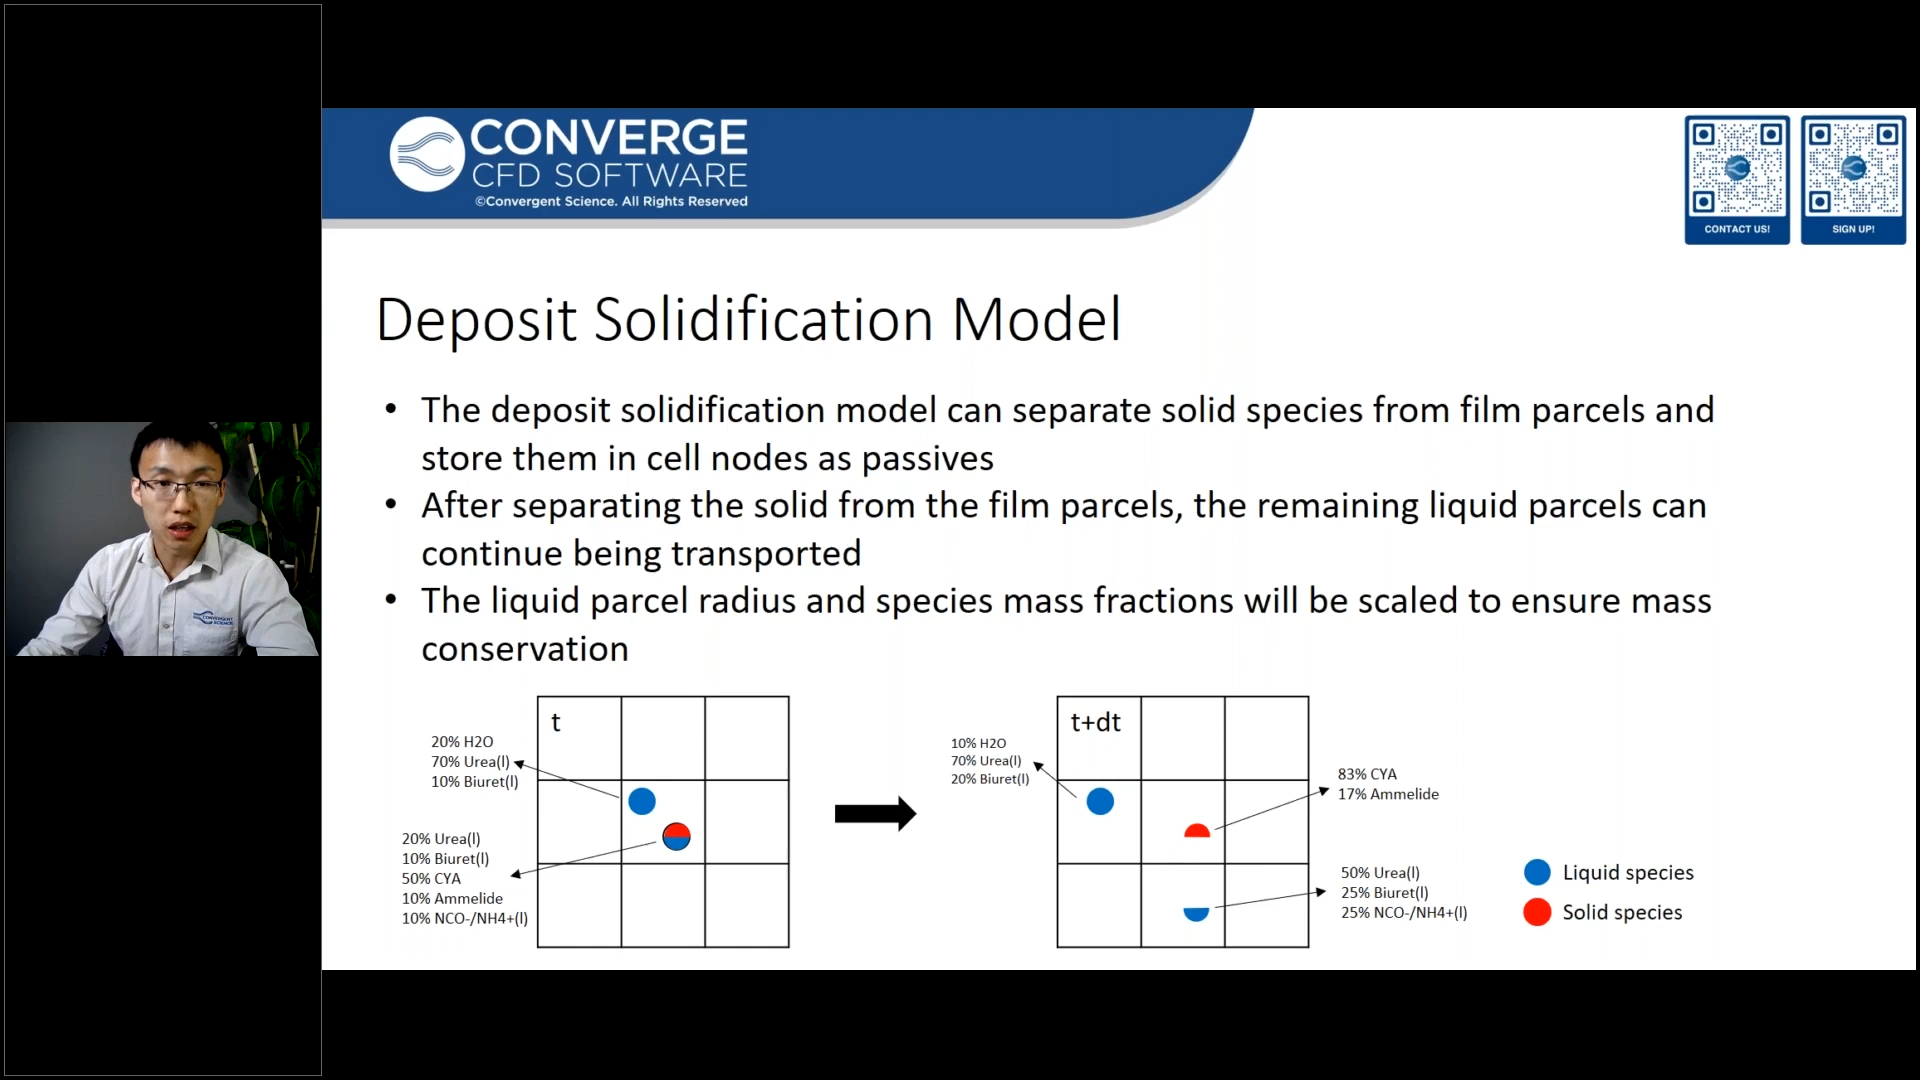 CONVERGE
CFD SOFTWARE
©Convergent Science. All Rights Reserved
CONTACT US!
SIGN UP!
Deposit Solidification Model
• The deposit solidification model can separate solid species from film parcels and
store them in cell nodes as passives
• After separating the solid from the film parcels, the remaining liquid parcels can
continue being transported
• The liquid parcel radius and species mass fractions will be scaled to ensure mass
conservation
t
20% H2O
70% Urea(l)
10% Biuret(l)
20% Urea(l)
10% Biuret(l)
50% CYA
10% Ammelide
10% NCO-/NH4+(l)
t+dt
10% H2O
70% Urea(l)
20% Biuret(l)
83% CYA
17% Ammelide
50% Urea(l)
25% Biuret(l)
25% NCO-/NH4+(l)
Liquid species
Solid species
CONVERGENT
SCIENCE